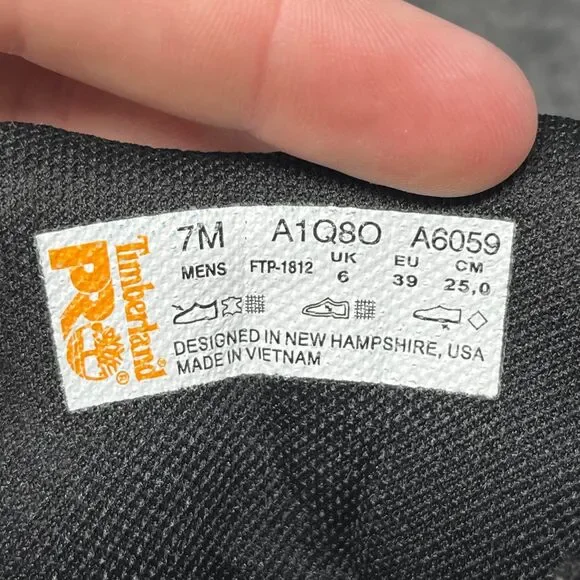 Timberland
PRO ®
7M A1Q8O A6059
MENS FTP-1812 UK EU CM
6 39 25,0
DESIGNED IN NEW HAMPSHIRE, USA
MADE IN VIETNAM